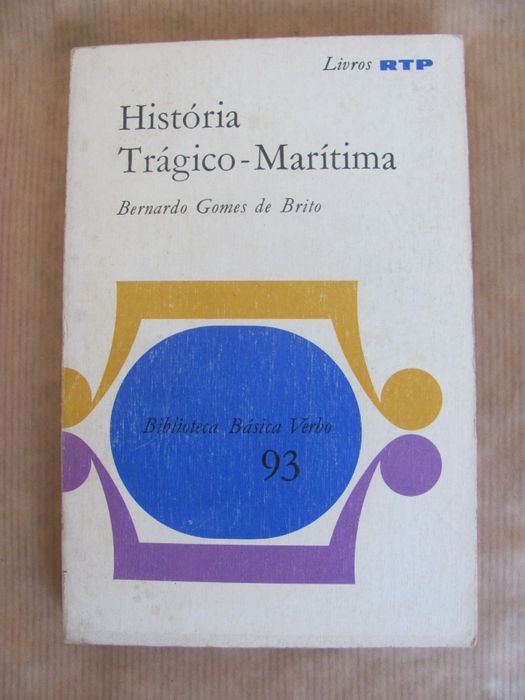 Livros RTP
História
Trágico-Marítima
Bernardo Gomes de Brito
Biblioteca Básica Verbo
93